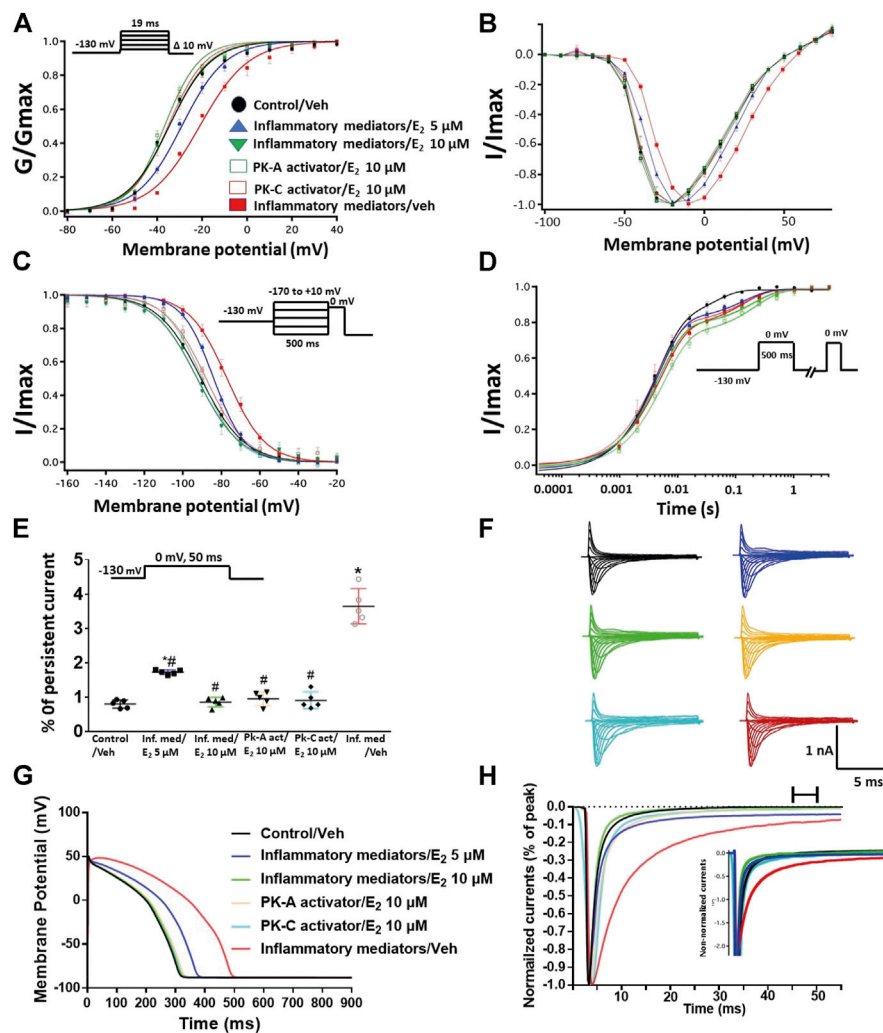 A
19 ms
-130 mV
Δ 10 mV
G/Gmax
1.0
0.8
0.6
0.4
0.2
0.0
Control/Veh
Inflammatory mediators/E2 5 µM
Inflammatory mediators/E2 10 µM
PK-A activator/E2 10 µM
PK-C activator/E2 10 µM
Inflammatory mediators/veh
-80 -60 -40 -20 0 20 40
Membrane potential (mV)
B
I/Imax
0.2
0.0
-0.2
-0.4
-0.6
-0.8
-1.0
-100 -50 0 50
Membrane potential (mV)
C
-170 to +10 mV
0 mV
-130 mV
500 ms
I/Imax
1.0
0.8
0.6
0.4
0.2
0.0
-160 -140 -120 -100 -80 -60 -40 -20
Membrane potential (mV)
D
0 mV 0 mV
500 ms
-130 mV
I/Imax
1.0
0.8
0.6
0.4
0.2
0.0
0.0001 0.001 0.01 0.1 1
Time (s)
E
0 mV, 50 ms
-130 mV
% of persistent current
5
4
3
2
1
0
*# # # # *
Control
/Veh
Inf. med/
E2 5 µM
Inf. med/
E2 10 µM
Pk-A act/
E2 10 µM
Pk-C act/
E2 10 µM
Inf. med
/Veh
F
1 nA
5 ms
G
Membrane Potential (mV)
100
50
0
-50
-100
Control/Veh
Inflammatory mediators/E2 5 µM
Inflammatory mediators/E2 10 µM
PK-A activator/E2 10 µM
PK-C activator/E2 10 µM
Inflammatory mediators/Veh
0 100 200 300 400 500 600 700 800 900
Time (ms)
H
Normailzed currents (% of peak)
0.0
-0.1
-0.2
-0.3
-0.4
-0.5
-0.6
-0.7
-0.8
-0.9
-1.0
10 20 30 40 50
Time (ms)
Non-normalized currents
0.0
-1.0
-2.0